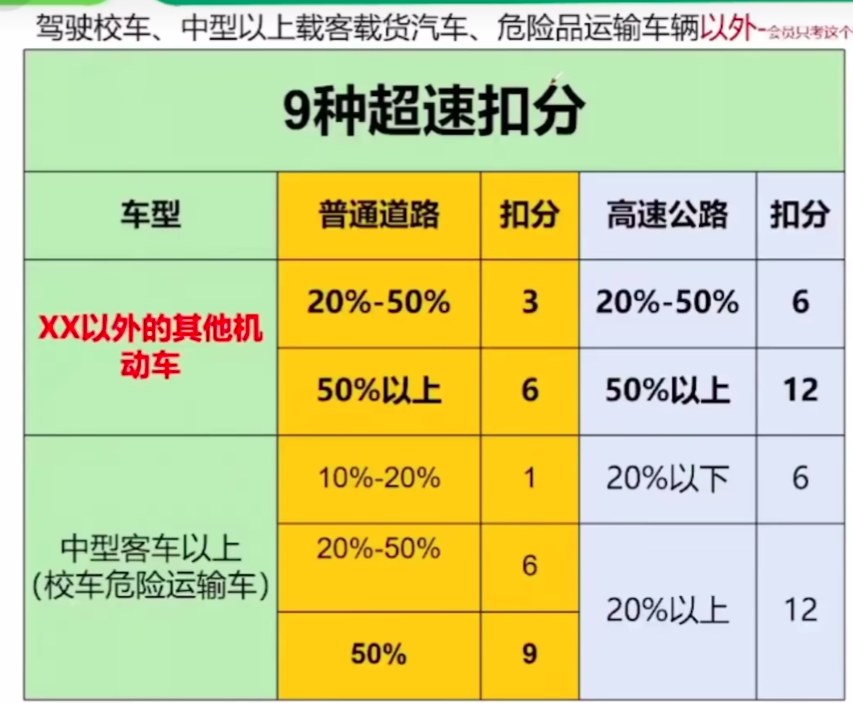 驾驶校车、中型以上载客载货汽车、危险品运输车辆以外-会员只考这个
9种超速扣分
车型 普通道路 扣分 高速公路 扣分
XX以外的其他机
动车
20%-50% 3 20%-50% 6
50%以上 6 50%以上 12
中型客车以上
(校车危险运输车)
10%-20% 1 20%以下 6
20%-50% 6 20%以上 12
50% 9